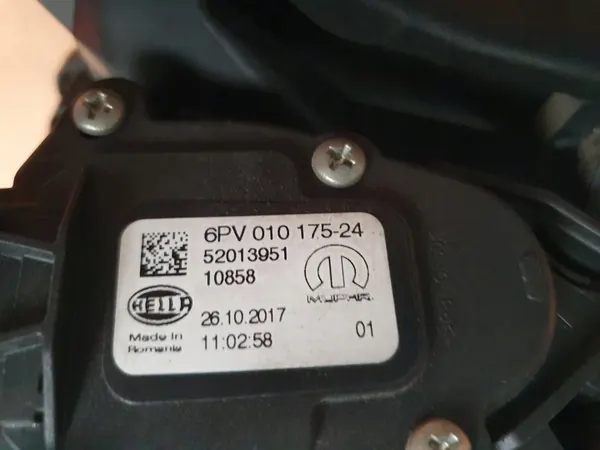 6PV 010 175-24
52013951
10858
MOPAR
HELLA
26.10.2017
Made in
Romania
11:02:58
01